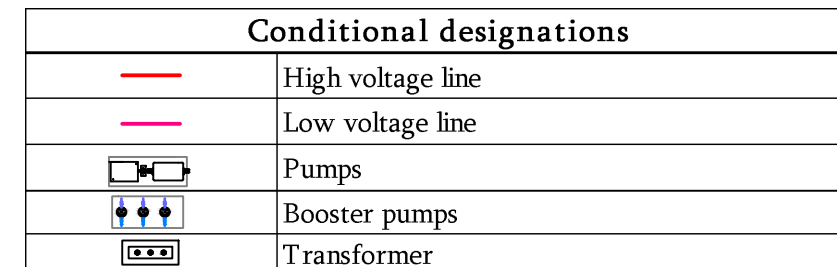 Conditional designations
High voltage line
Low voltage line
Pumps
Booster pumps
Transformer